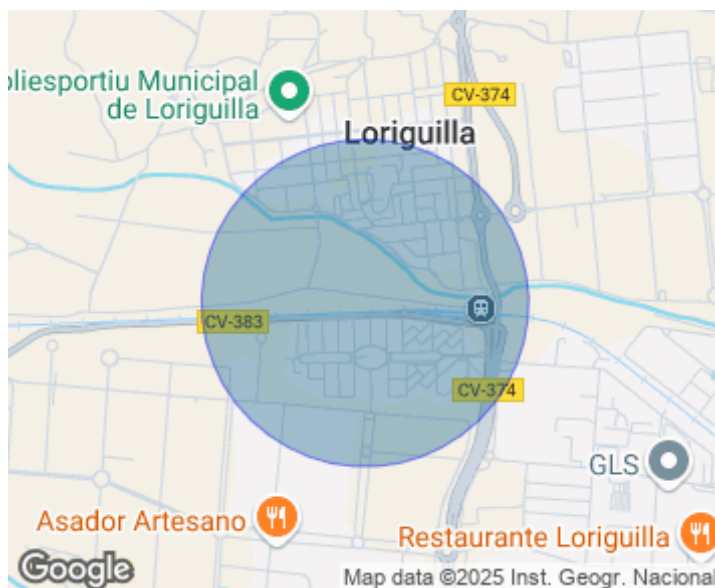 oliesportiu Municipal
de Loriguilla
CV-374
Loriguilla
CV-383
CV-374
GLS
Asador Artesano
Restaurante Loriguilla
Google
Map data ©2025 Inst. Geogr. Nacional